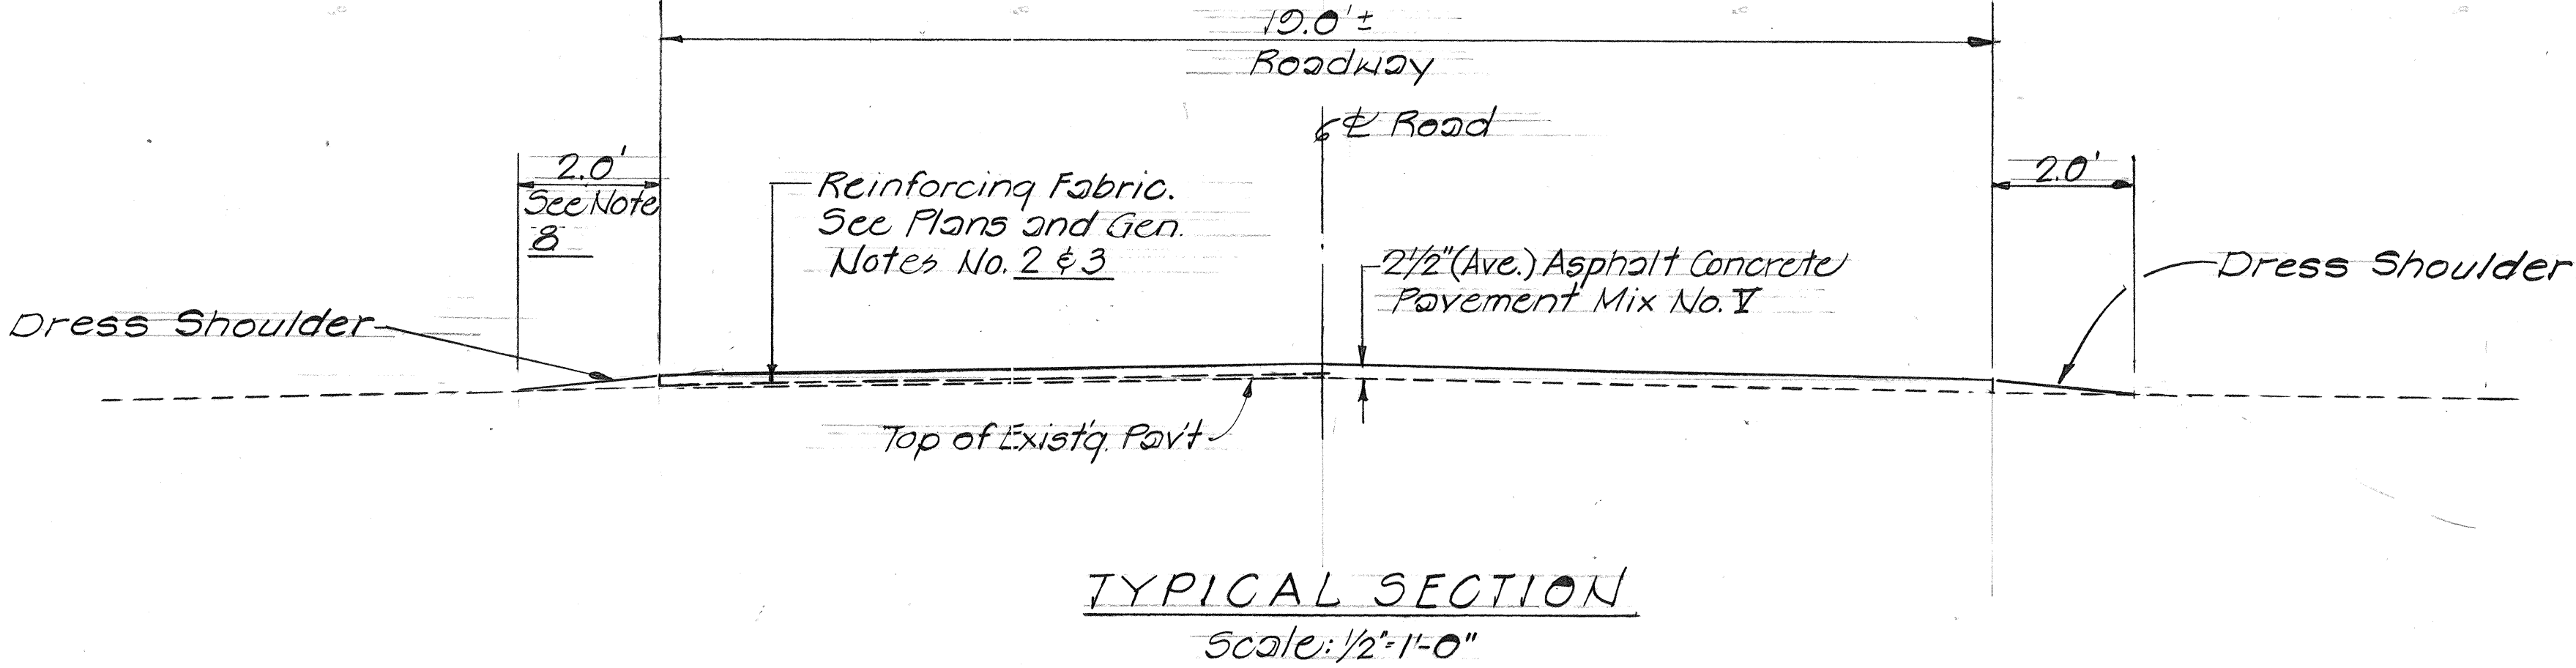 19.0' ±
Roadway
℄ Road
2.0'
See Note
8
Reinforcing Fabric.
See Plans and Gen.
Notes No. 2 & 3
2.0'
2½"(Ave.) Asphalt Concrete
Pavement Mix No. V
Dress Shoulder
Dress Shoulder
Top of Exist'g. Pav't
TYPICAL SECTION
Scale: 1/2"=1'-0"